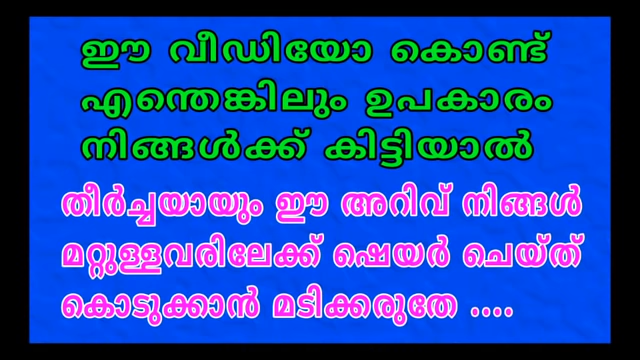 ഈ വീഡിയോ കൊണ്ട്
എന്തെങ്കിലും ഉപകാരം
നിങ്ങൾക്ക് കിട്ടിയാൽ
തീർച്ചയായും ഈ അറിവ് നിങ്ങൾ
മറ്റുള്ളവരിലേക്ക് ഷെയർ ചെയ്ത്
കൊടുക്കാൻ മടിക്കരുതേ ....